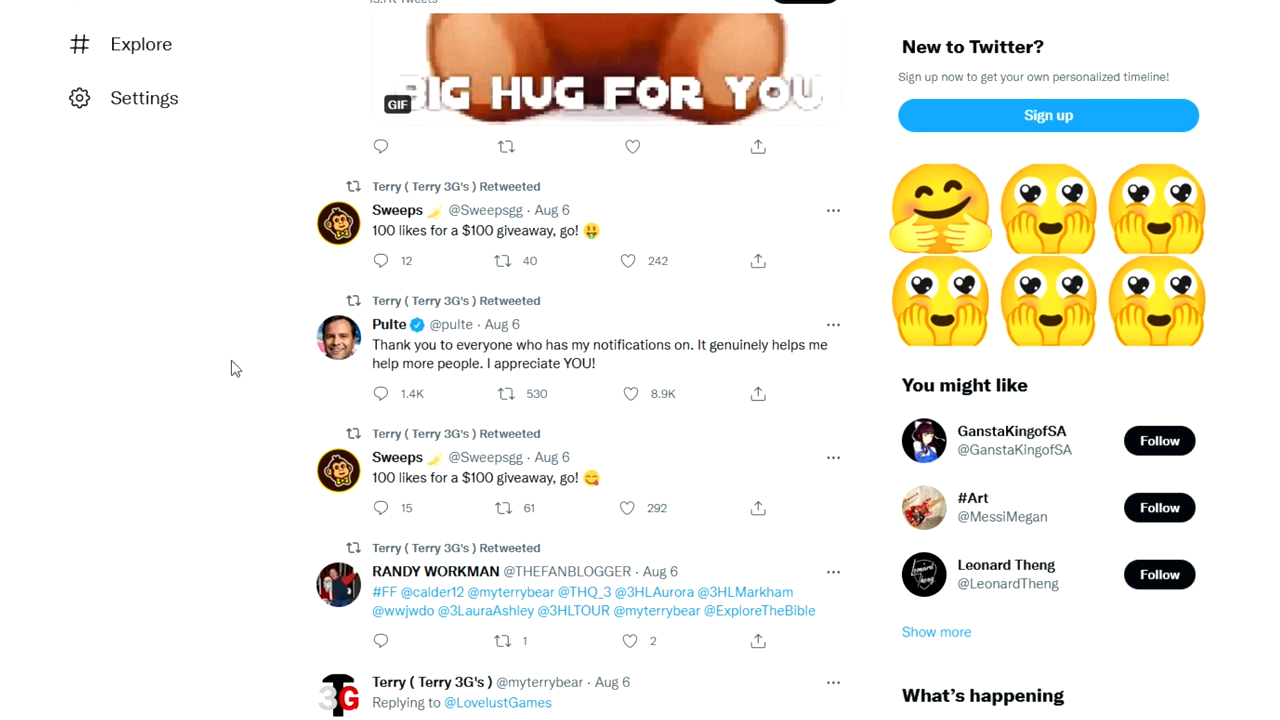 Explore
Settings
BIG HUG FOR YOU
GIF
Terry ( Terry 3G's ) Retweeted
Sweeps 🍌 @Sweepsgg · Aug 6
100 likes for a $100 giveaway, go! 🤑
12 40 242
Terry ( Terry 3G's ) Retweeted
Pulte @pulte · Aug 6
Thank you to everyone who has my notifications on. It genuinely helps me
help more people. I appreciate YOU!
1.4K 530 8.9K
Terry ( Terry 3G's ) Retweeted
Sweeps 🍌 @Sweepsgg · Aug 6
100 likes for a $100 giveaway, go! 😋
15 61 292
Terry ( Terry 3G's ) Retweeted
RANDY WORKMAN @THEFANBLOGGER · Aug 6
#FF @calder12 @myterrybear @THQ_3 @3HLAurora @3HLMarkham
@wwjwdo @3LauraAshley @3HLTOUR @myterrybear @ExploreTheBible
1 2
3G
Terry ( Terry 3G's ) @myterrybear · Aug 6
Replying to @LovelustGames
New to Twitter?
Sign up now to get your own personalized timeline!
Sign up
You might like
GanstaKingofSA
@GanstaKingofSA
Follow
#Art
@MessiMegan
Follow
Leonard Theng
@LeonardTheng
Follow
Show more
What's happening